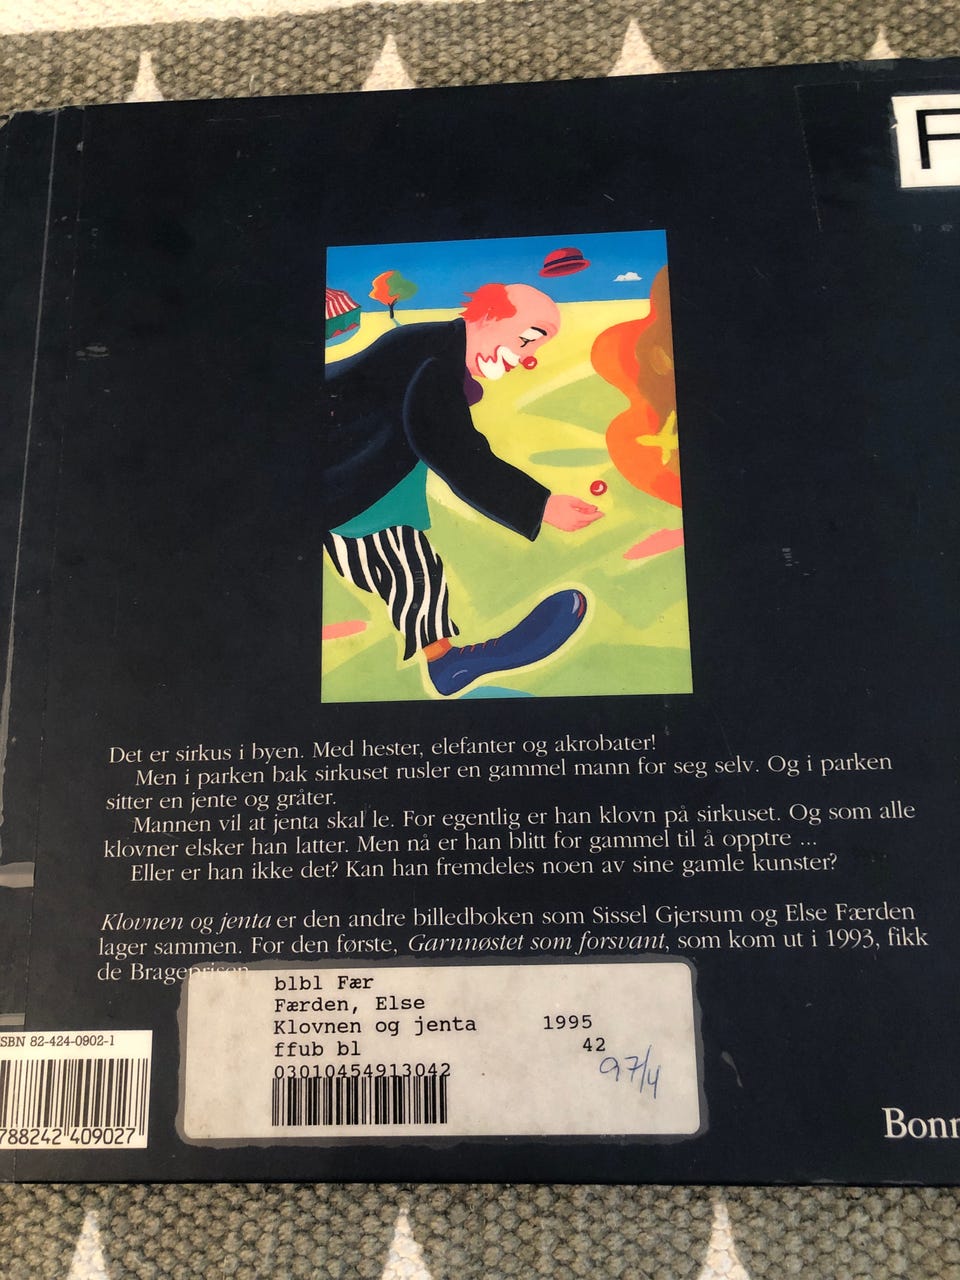 F
Det er sirkus i byen. Med hester, elefanter og akrobater!
Men i parken bak sirkuset rusler en gammel mann for seg selv. Og i parken
sitter en jente og gråter.
Mannen vil at jenta skal le. For egentlig er han klovn på sirkuset. Og som alle
klovner elsker han latter. Men nå er han blitt for gammel til å opptre ...
Eller er han ikke det? Kan han fremdeles noen av sine gamle kunster?
Klovnen og jenta er den andre billedboken som Sissel Gjersum og Else Færden
lager sammen. For den første, Garnnøstet som forsvant, som kom ut i 1993, fikk
de Brageprisen
blbl Fær
Færden, Else
Klovnen og jenta 1995
ffub bl 42
03010454913042
97/4
ISBN 82-424-0902-1
788242 409027
Bonn